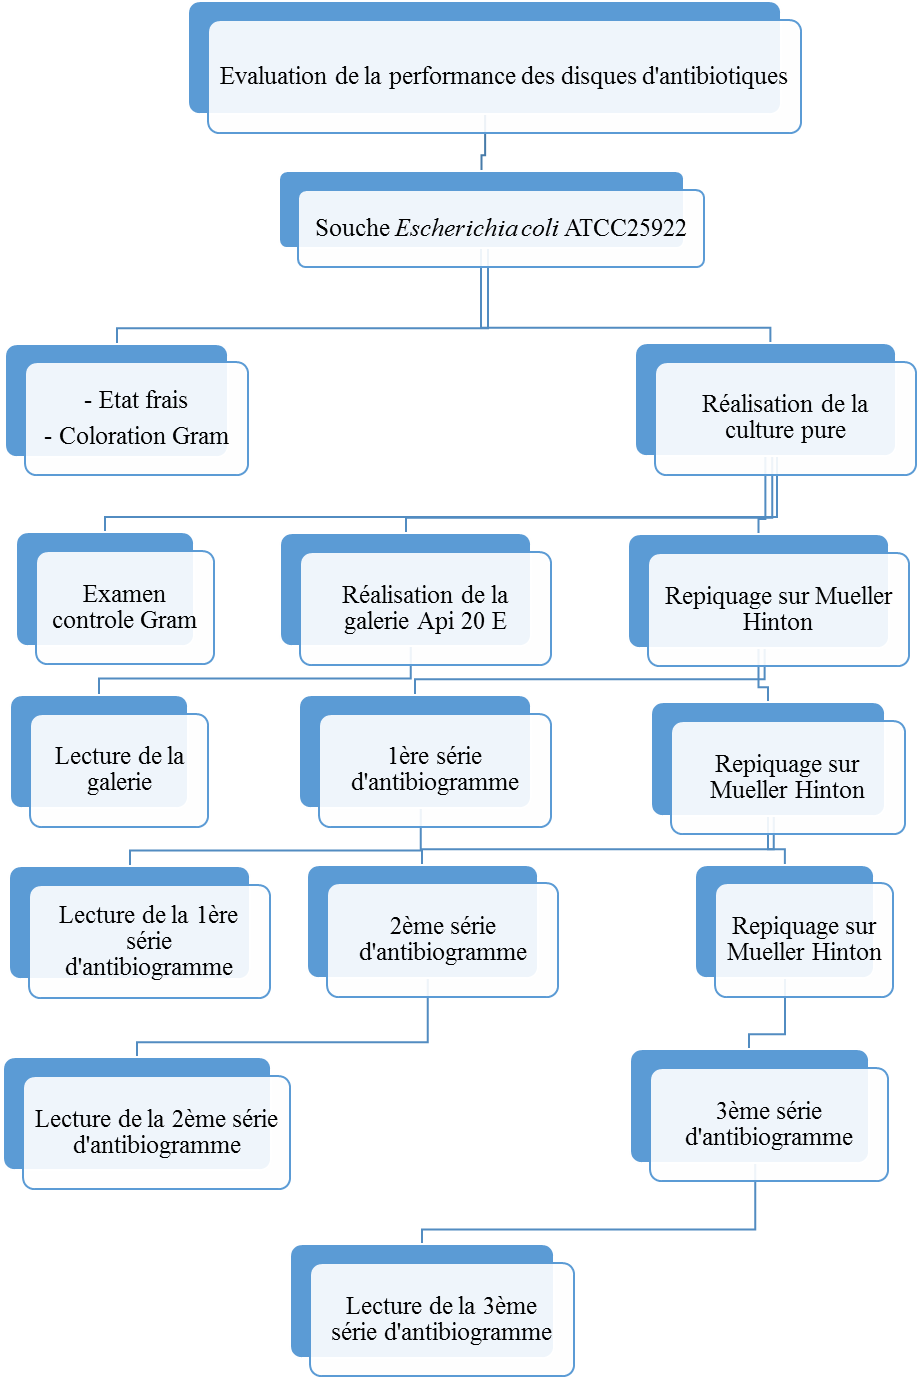 Evaluation de la performance des disques d'antibiotiques
Souche Escherichia coli ATCC25922
- Etat frais
- Coloration Gram
Réalisation de la
culture pure
Examen
controle Gram
Réalisation de la
galerie Api 20 E
Repiquage sur Mueller
Hinton
Lecture de la
galerie
1ère série
d'antibiogramme
Repiquage sur
Mueller Hinton
Lecture de la 1ère
série
d'antibiogramme
2ème série
d'antibiogramme
Repiquage sur
Mueller Hinton
Lecture de la 2ème série
d'antibiogramme
3ème série
d'antibiogramme
Lecture de la 3ème
série d'antibiogramme